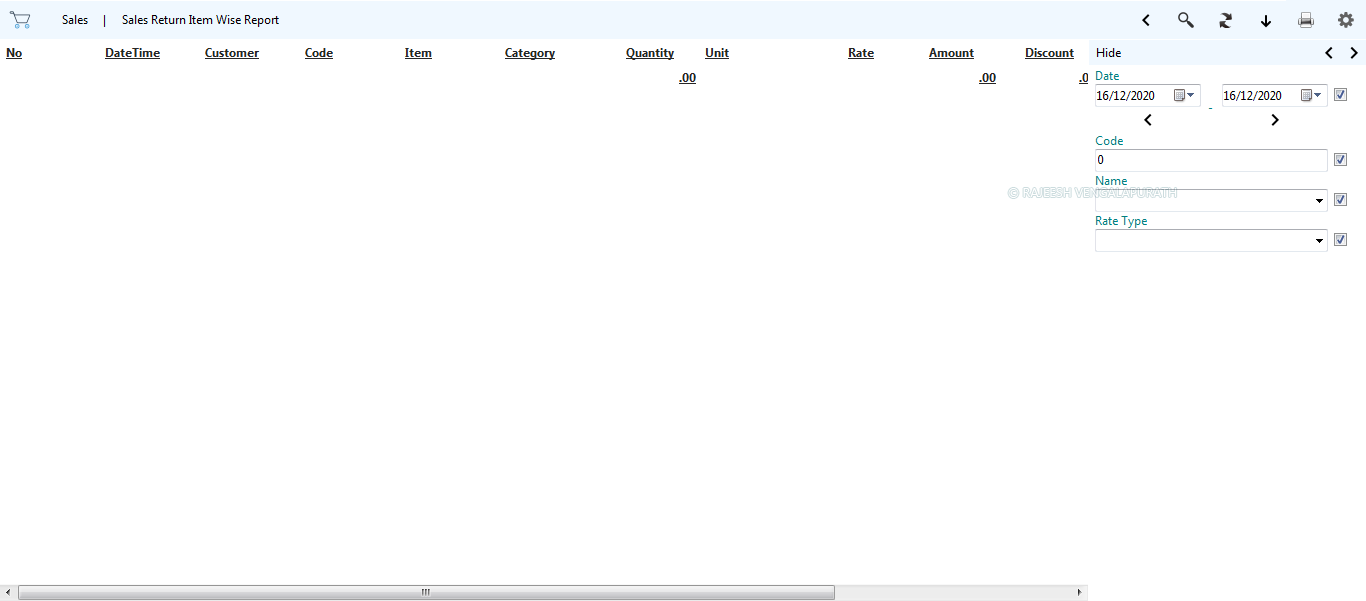 Sales | Sales Return Item Wise Report
No DateTime Customer Code Item Category Quantity Unit Rate Amount Discount
.00 .00 .0
Hide
Date
16/12/2020 - 16/12/2020
Code
0
Name
© RAJEESH VENGALAPURATH
Rate Type